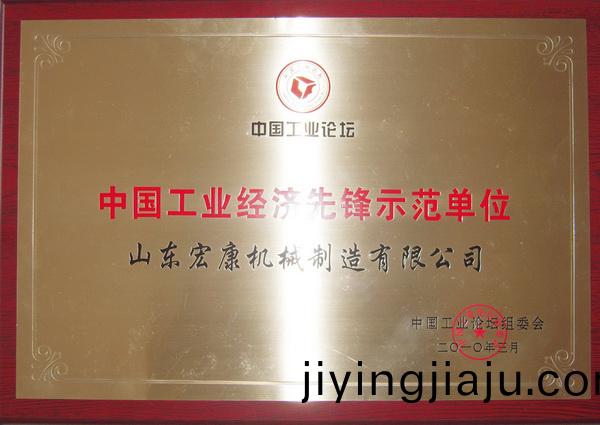 中国工业论坛
中国工业经济先锋示范单位
山东宏康机械制造有限公司
中国工业论坛组委会
二〇一〇年三月
jiyingjiaju.com